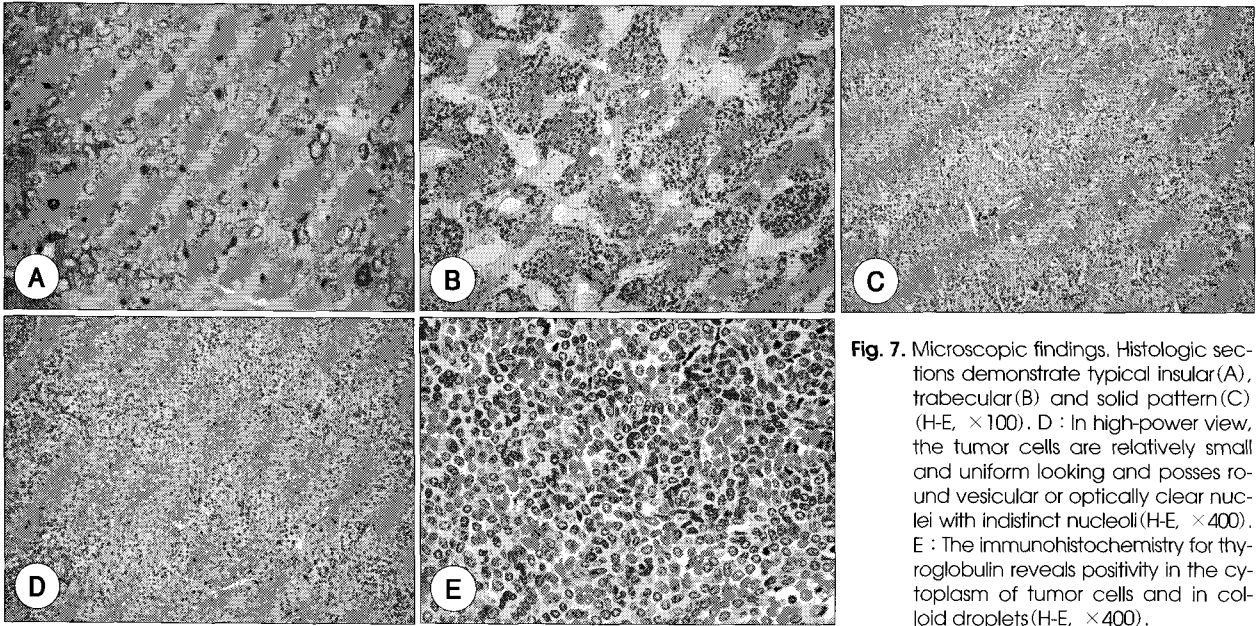 A
B
C
D
E
Fig. 7. Microscopic findings. Histologic sec-
tions demonstrate typical insular(A),
trabecular(B) and solid pattern(C)
(H-E, ×100). D : In high-power view,
the tumor cells are relatively small
and uniform looking and posses ro-
und vesicular or optically clear nuc-
lei with indistinct nucleoli(H-E, ×400).
E : The immunohistochemistry for thy-
roglobulin reveals positivity in the cy-
toplasm of tumor cells and in col-
loid droplets(H-E, ×400).